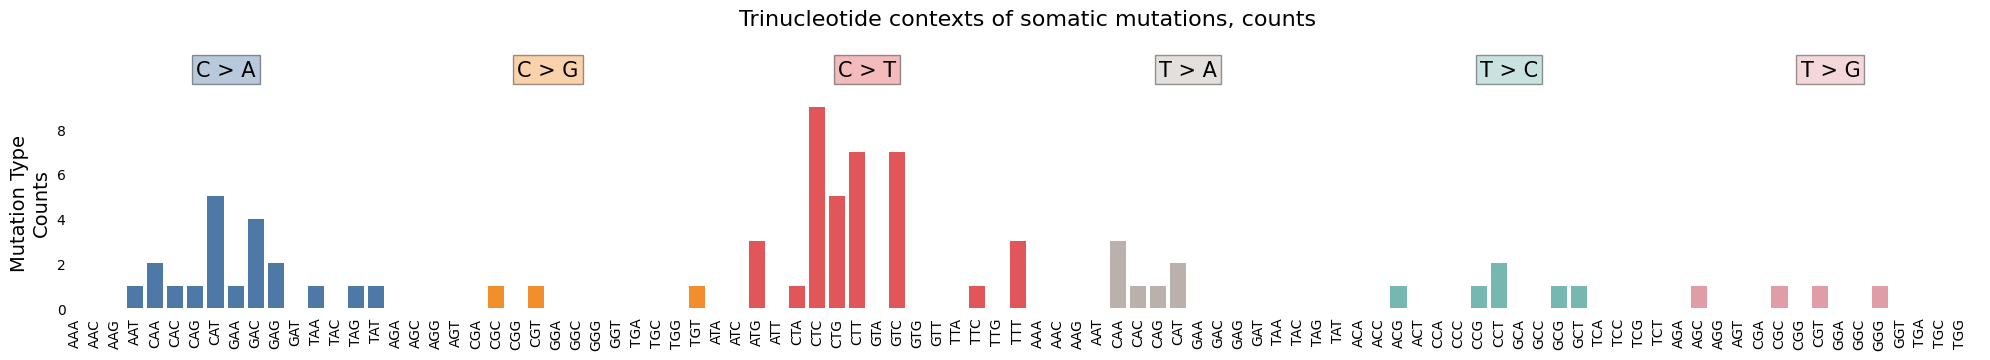 Trinucleotide contexts of somatic mutations, counts
C > A
C > G
C > T
T > A
T > C
T > G
Mutation Type
Counts
8
6
4
2
0
AAA AAC AAG AAT CAA CAC CAG CAT GAA GAC GAG GAT TAA TAC TAG TAT AGA AGC AGG AGT CGA CGC CGG CGT GGA GGC GGG GGT TGA TGC TGG TGT ATA ATC ATG ATT CTA CTC CTG CTT GTA GTC GTG GTT TTA TTC TTG TTT AAA AAC AAG AAT CAA CAC CAG CAT GAA GAC GAG GAT TAA TAC TAG TAT ACA ACC ACG ACT CCA CCC CCG CCT GCA GCC GCG GCT TCA TCC TCG TCT AGA AGC AGG AGT CGA CGC CGG CGT GGA GGC GGG GGT TGA TGC TGG